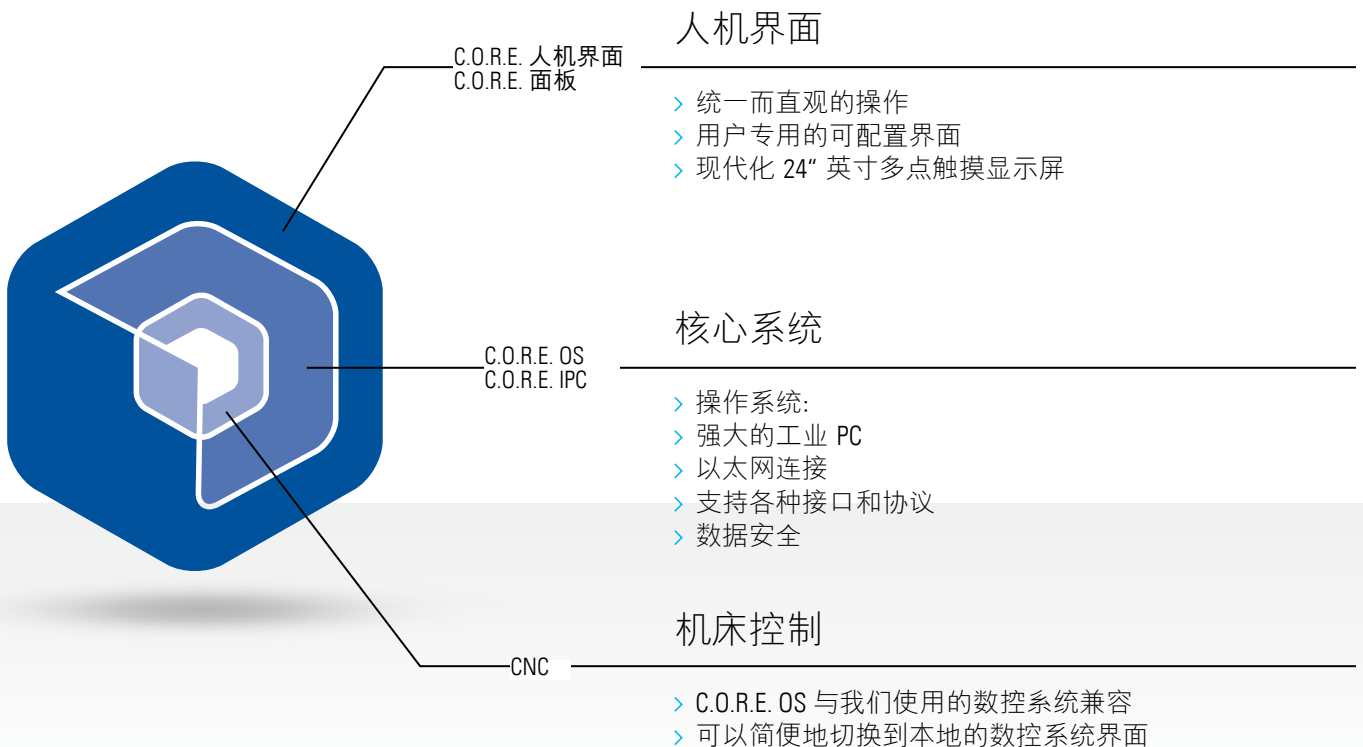 人机界面
C.O.R.E. 人机界面
C.O.R.E. 面板
> 统一而直观的操作
> 用户专用的可配置界面
> 现代化 24“ 英寸多点触摸显示屏
核心系统
C.O.R.E. OS
C.O.R.E. IPC
> 操作系统:
> 强大的工业 PC
> 以太网连接
> 支持各种接口和协议
> 数据安全
机床控制
CNC
> C.O.R.E. OS 与我们使用的数控系统兼容
> 可以简便地切换到本地的数控系统界面